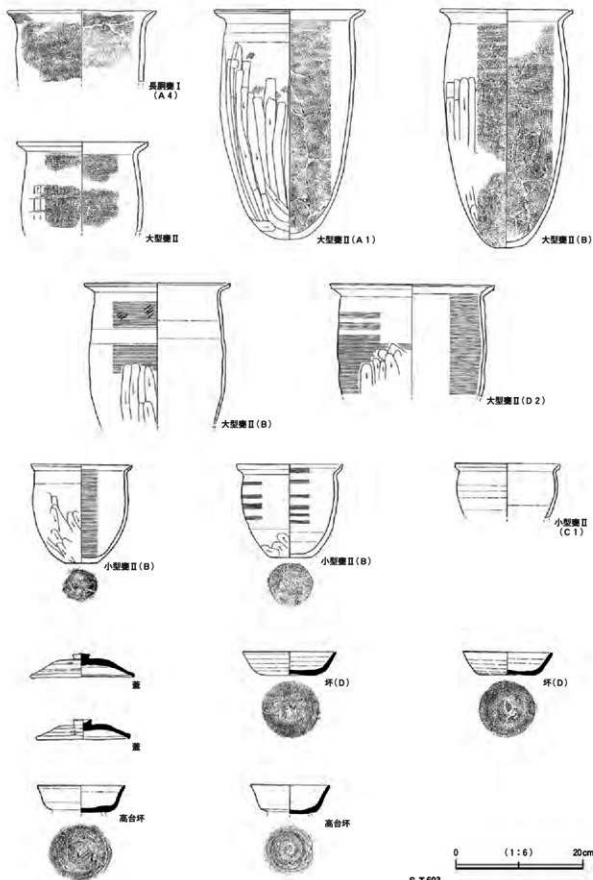 長胴甕Ⅰ
(A4)
大型甕Ⅱ
大型甕Ⅱ(A1)
大型甕Ⅱ(B)
大型甕Ⅱ(B)
大型甕Ⅱ(D2)
小型甕Ⅱ(B)
小型甕Ⅱ(B)
小型甕Ⅱ
(C1)
蓋
坏(D)
坏(D)
蓋
高台坏
高台坏
0 (1:6) 20cm